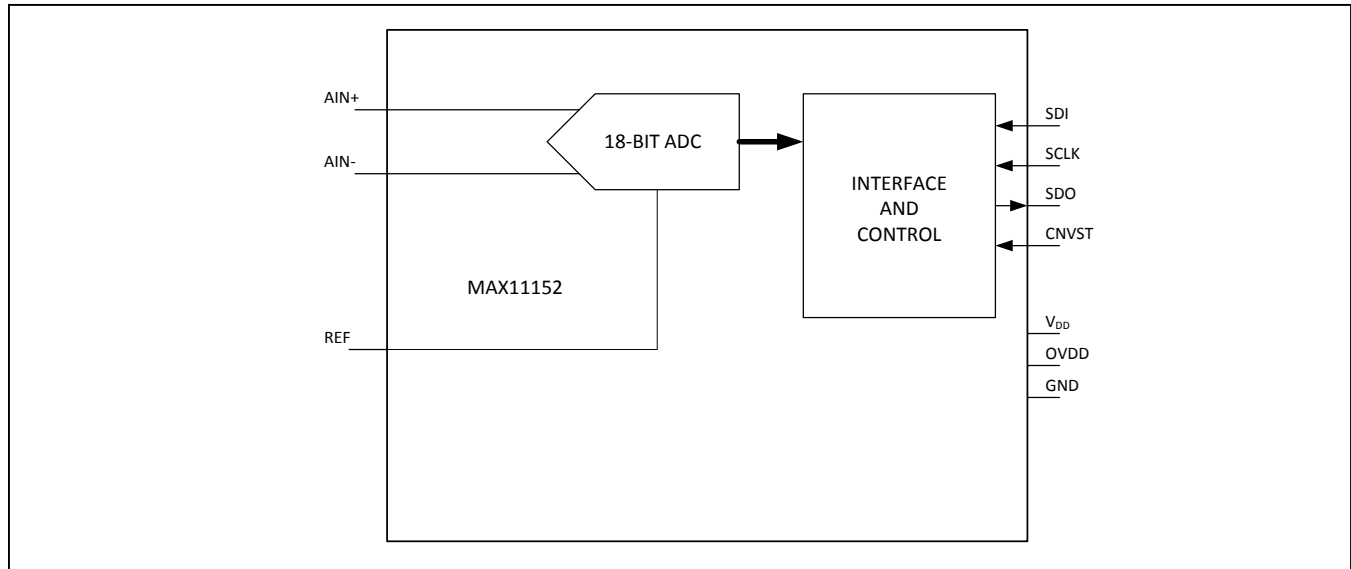 AIN+
AIN-
REF
18-BIT ADC
MAX11152
INTERFACE
AND
CONTROL
SDI
SCLK
SDO
CNVST
VDD
OVDD
GND